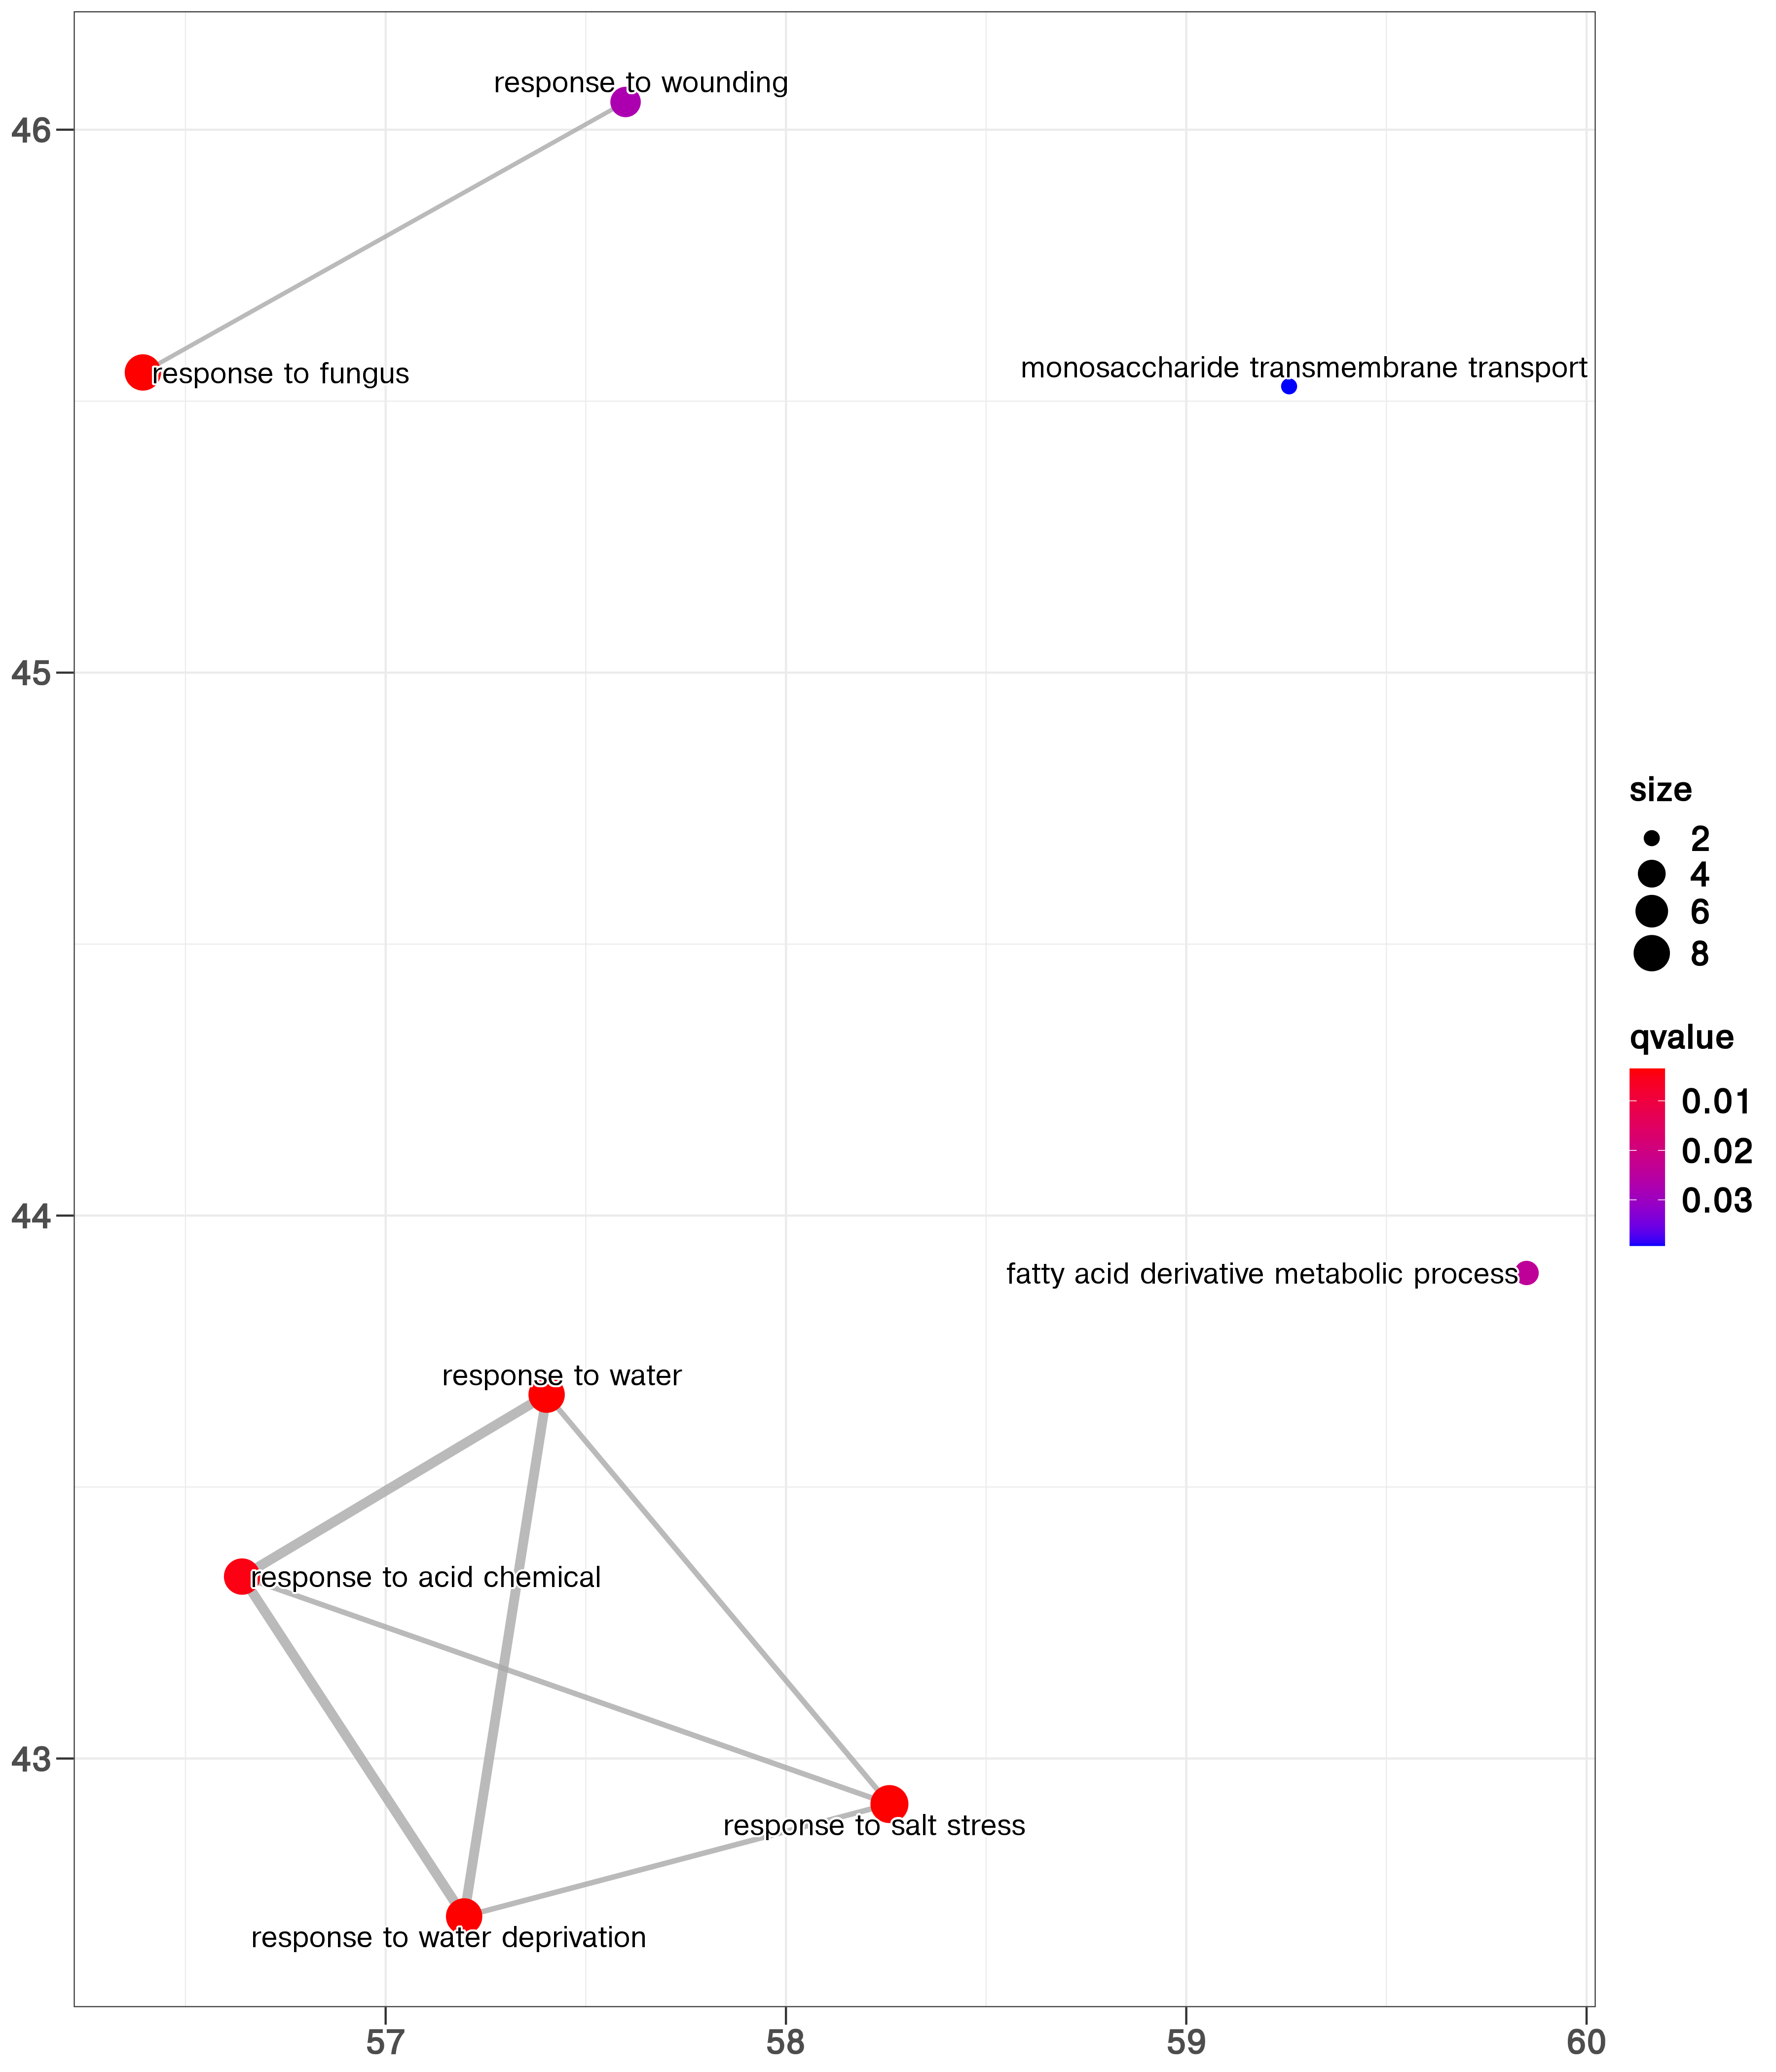 response to wounding
46
monosaccharide transmembrane transport
response to fungus
45
size
2
4
6
8
qvalue
0.01
0.02
0.03
44
fatty acid derivative metabolic process
response to water
response to acid chemical
43
response to salt stress
response to water deprivation
57
58
59
60